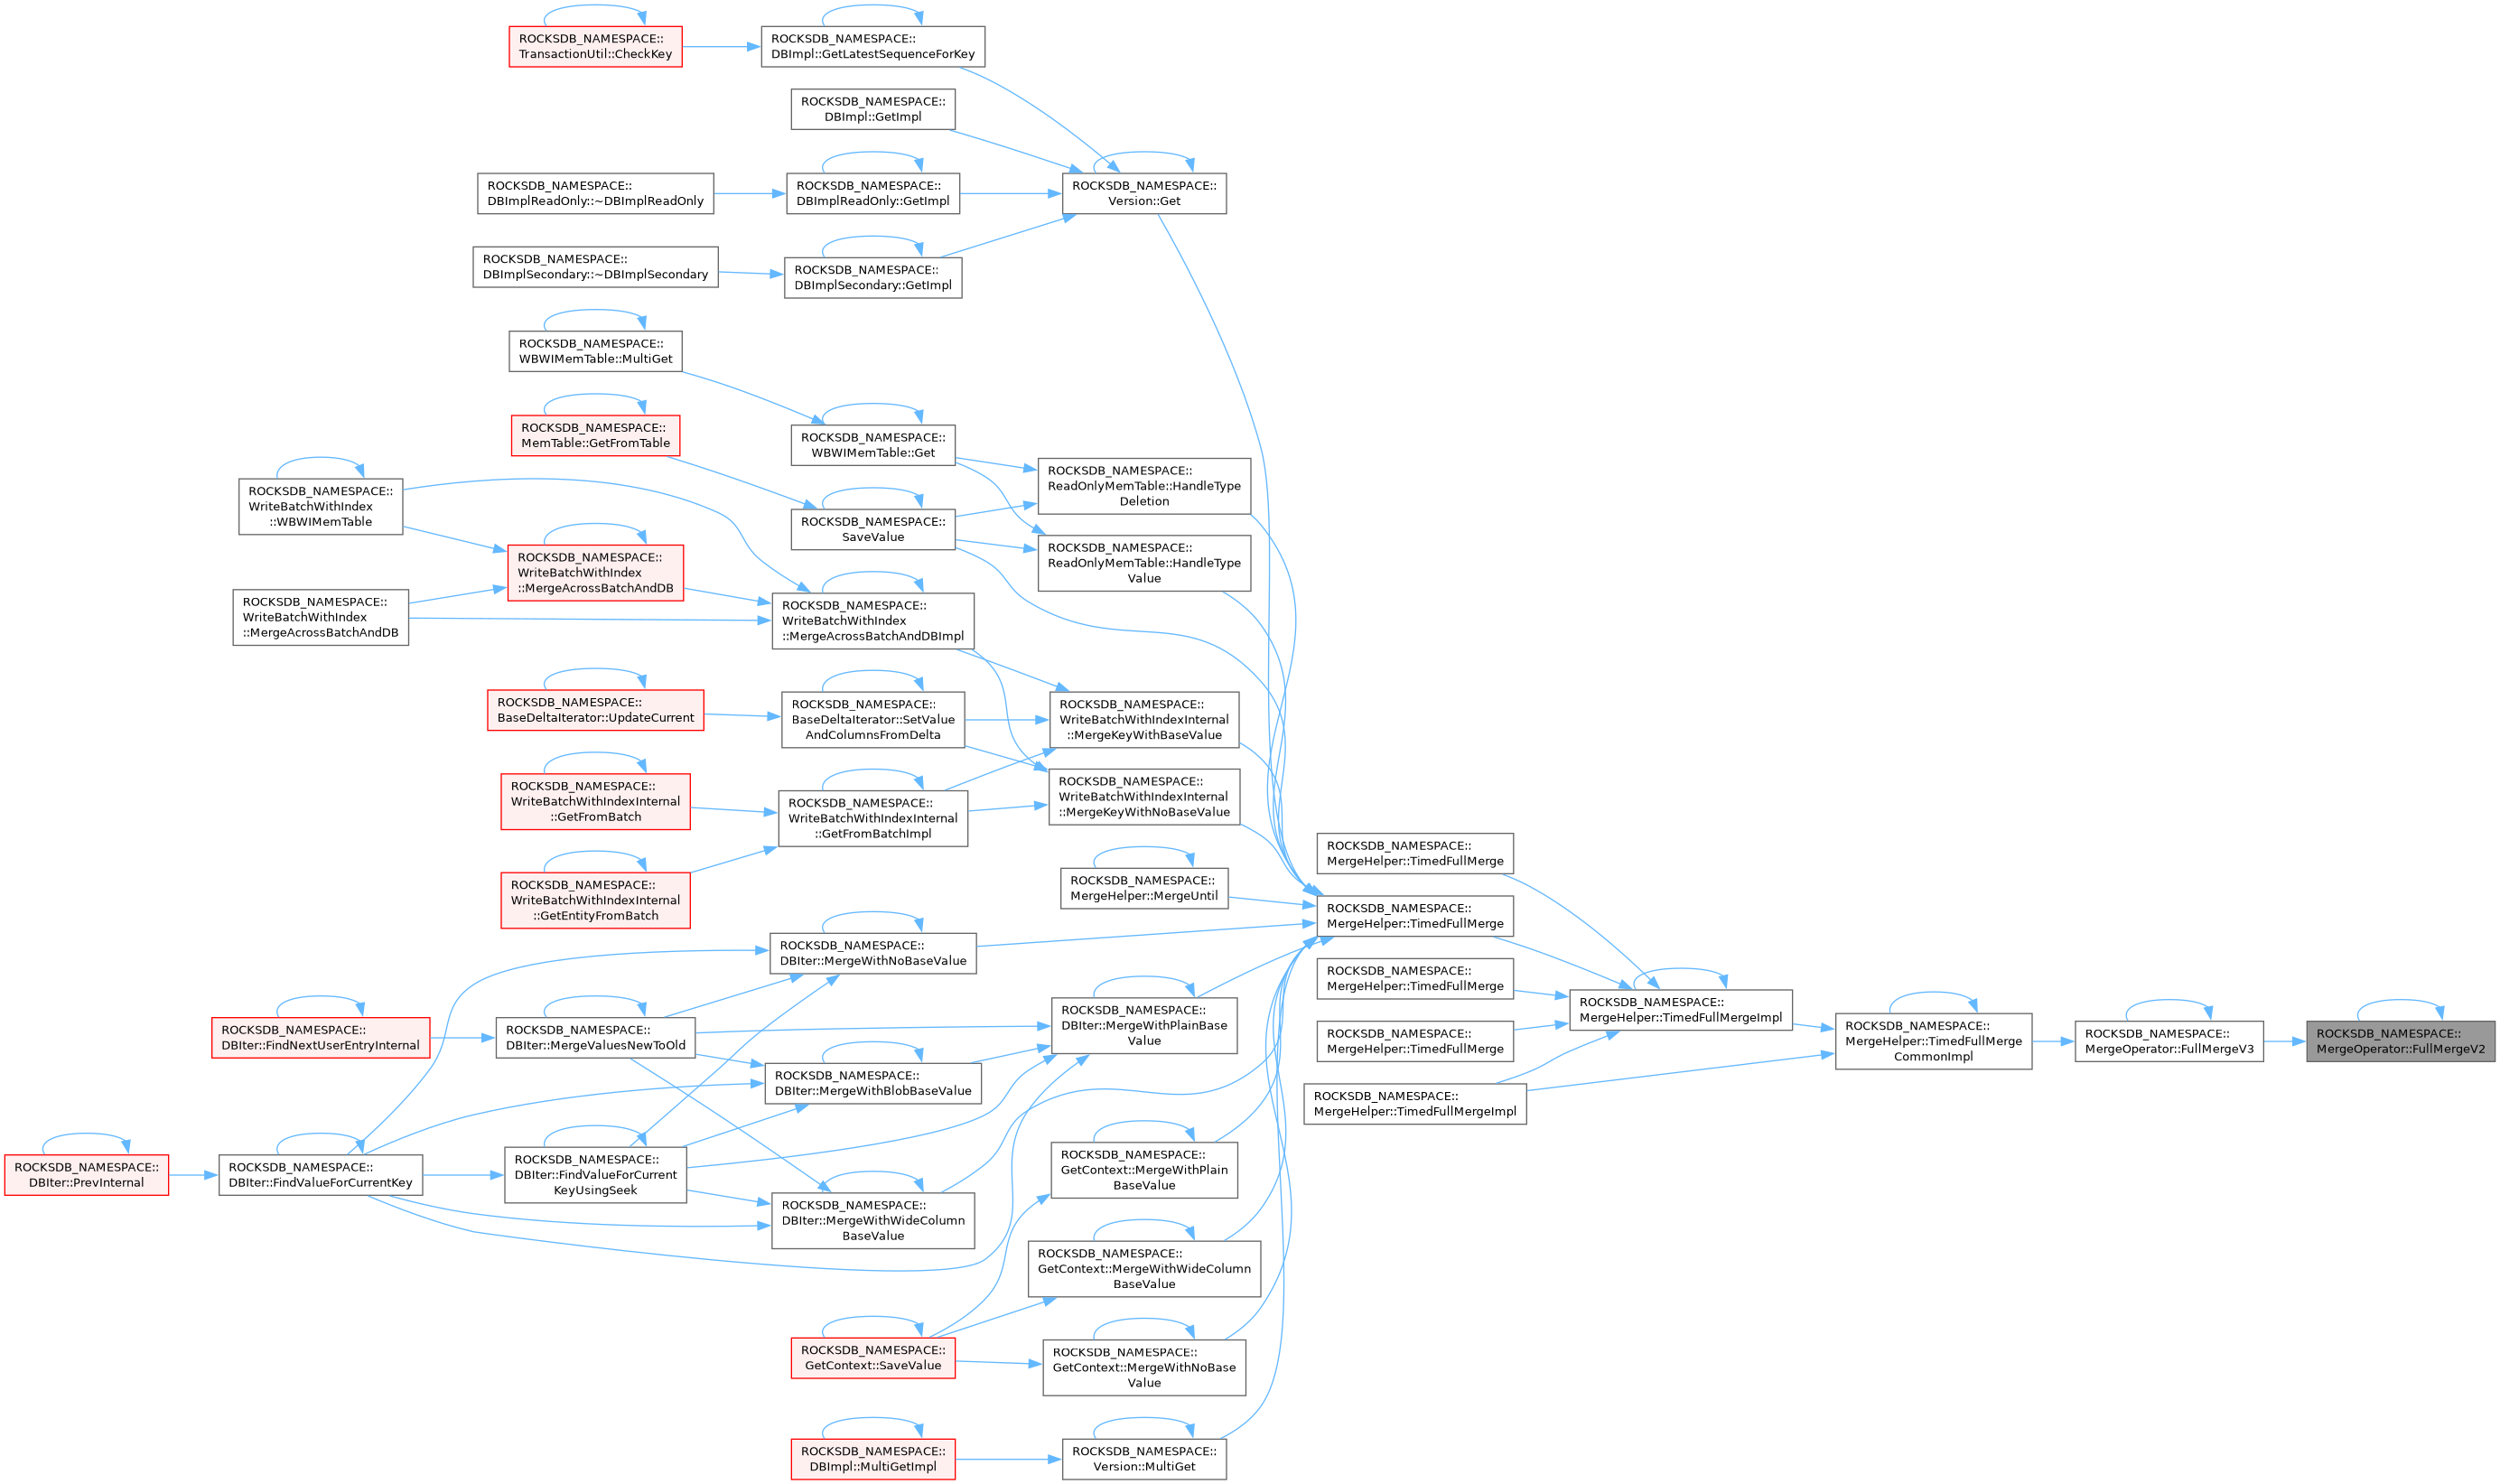 ROCKSDB_NAMESPACE::
TransactionUtil::CheckKey
ROCKSDB_NAMESPACE::
DBImpl::GetLatestSequenceForKey
ROCKSDB_NAMESPACE::
DBImpl::GetImpl
ROCKSDB_NAMESPACE::
DBImplReadOnly::~DBImplReadOnly
ROCKSDB_NAMESPACE::
DBImplReadOnly::GetImpl
ROCKSDB_NAMESPACE::
Version::Get
ROCKSDB_NAMESPACE::
DBImplSecondary::~DBImplSecondary
ROCKSDB_NAMESPACE::
DBImplSecondary::GetImpl
ROCKSDB_NAMESPACE::
WBWIMemTable::MultiGet
ROCKSDB_NAMESPACE::
MemTable::GetFromTable
ROCKSDB_NAMESPACE::
WBWIMemTable::Get
ROCKSDB_NAMESPACE::
ReadOnlyMemTable::HandleType
Deletion
ROCKSDB_NAMESPACE::
WriteBatchWithIndex
::WBWIMemTable
ROCKSDB_NAMESPACE::
SaveValue
ROCKSDB_NAMESPACE::
ReadOnlyMemTable::HandleType
Value
ROCKSDB_NAMESPACE::
WriteBatchWithIndex
::MergeAcrossBatchAndDB
ROCKSDB_NAMESPACE::
WriteBatchWithIndex
::MergeAcrossBatchAndDB
ROCKSDB_NAMESPACE::
WriteBatchWithIndex
::MergeAcrossBatchAndDBImpl
ROCKSDB_NAMESPACE::
BaseDeltaIterator::UpdateCurrent
ROCKSDB_NAMESPACE::
BaseDeltaIterator::SetValue
AndColumnsFromDelta
ROCKSDB_NAMESPACE::
WriteBatchWithIndexInternal
::MergeKeyWithBaseValue
ROCKSDB_NAMESPACE::
WriteBatchWithIndexInternal
::GetFromBatch
ROCKSDB_NAMESPACE::
WriteBatchWithIndexInternal
::GetFromBatchImpl
ROCKSDB_NAMESPACE::
WriteBatchWithIndexInternal
::MergeKeyWithNoBaseValue
ROCKSDB_NAMESPACE::
WriteBatchWithIndexInternal
::GetEntityFromBatch
ROCKSDB_NAMESPACE::
MergeHelper::MergeUntil
ROCKSDB_NAMESPACE::
MergeHelper::TimedFullMerge
ROCKSDB_NAMESPACE::
MergeHelper::TimedFullMerge
ROCKSDB_NAMESPACE::
DBIter::MergeWithNoBaseValue
ROCKSDB_NAMESPACE::
MergeHelper::TimedFullMerge
ROCKSDB_NAMESPACE::
DBIter::FindNextUserEntryInternal
ROCKSDB_NAMESPACE::
DBIter::MergeValuesNewToOld
ROCKSDB_NAMESPACE::
DBIter::MergeWithPlainBase
Value
ROCKSDB_NAMESPACE::
MergeHelper::TimedFullMerge
ROCKSDB_NAMESPACE::
MergeHelper::TimedFullMergeImpl
ROCKSDB_NAMESPACE::
MergeHelper::TimedFullMerge
CommonImpl
ROCKSDB_NAMESPACE::
MergeOperator::FullMergeV3
ROCKSDB_NAMESPACE::
MergeOperator::FullMergeV2
ROCKSDB_NAMESPACE::
DBIter::MergeWithBlobBaseValue
ROCKSDB_NAMESPACE::
MergeHelper::TimedFullMergeImpl
ROCKSDB_NAMESPACE::
DBIter::PrevInternal
ROCKSDB_NAMESPACE::
DBIter::FindValueForCurrentKey
ROCKSDB_NAMESPACE::
DBIter::FindValueForCurrent
KeyUsingSeek
ROCKSDB_NAMESPACE::
DBIter::MergeWithWideColumn
BaseValue
ROCKSDB_NAMESPACE::
GetContext::MergeWithPlain
BaseValue
ROCKSDB_NAMESPACE::
GetContext::MergeWithWideColumn
BaseValue
ROCKSDB_NAMESPACE::
GetContext::SaveValue
ROCKSDB_NAMESPACE::
GetContext::MergeWithNoBase
Value
ROCKSDB_NAMESPACE::
DBImpl::MultiGetImpl
ROCKSDB_NAMESPACE::
Version::MultiGet